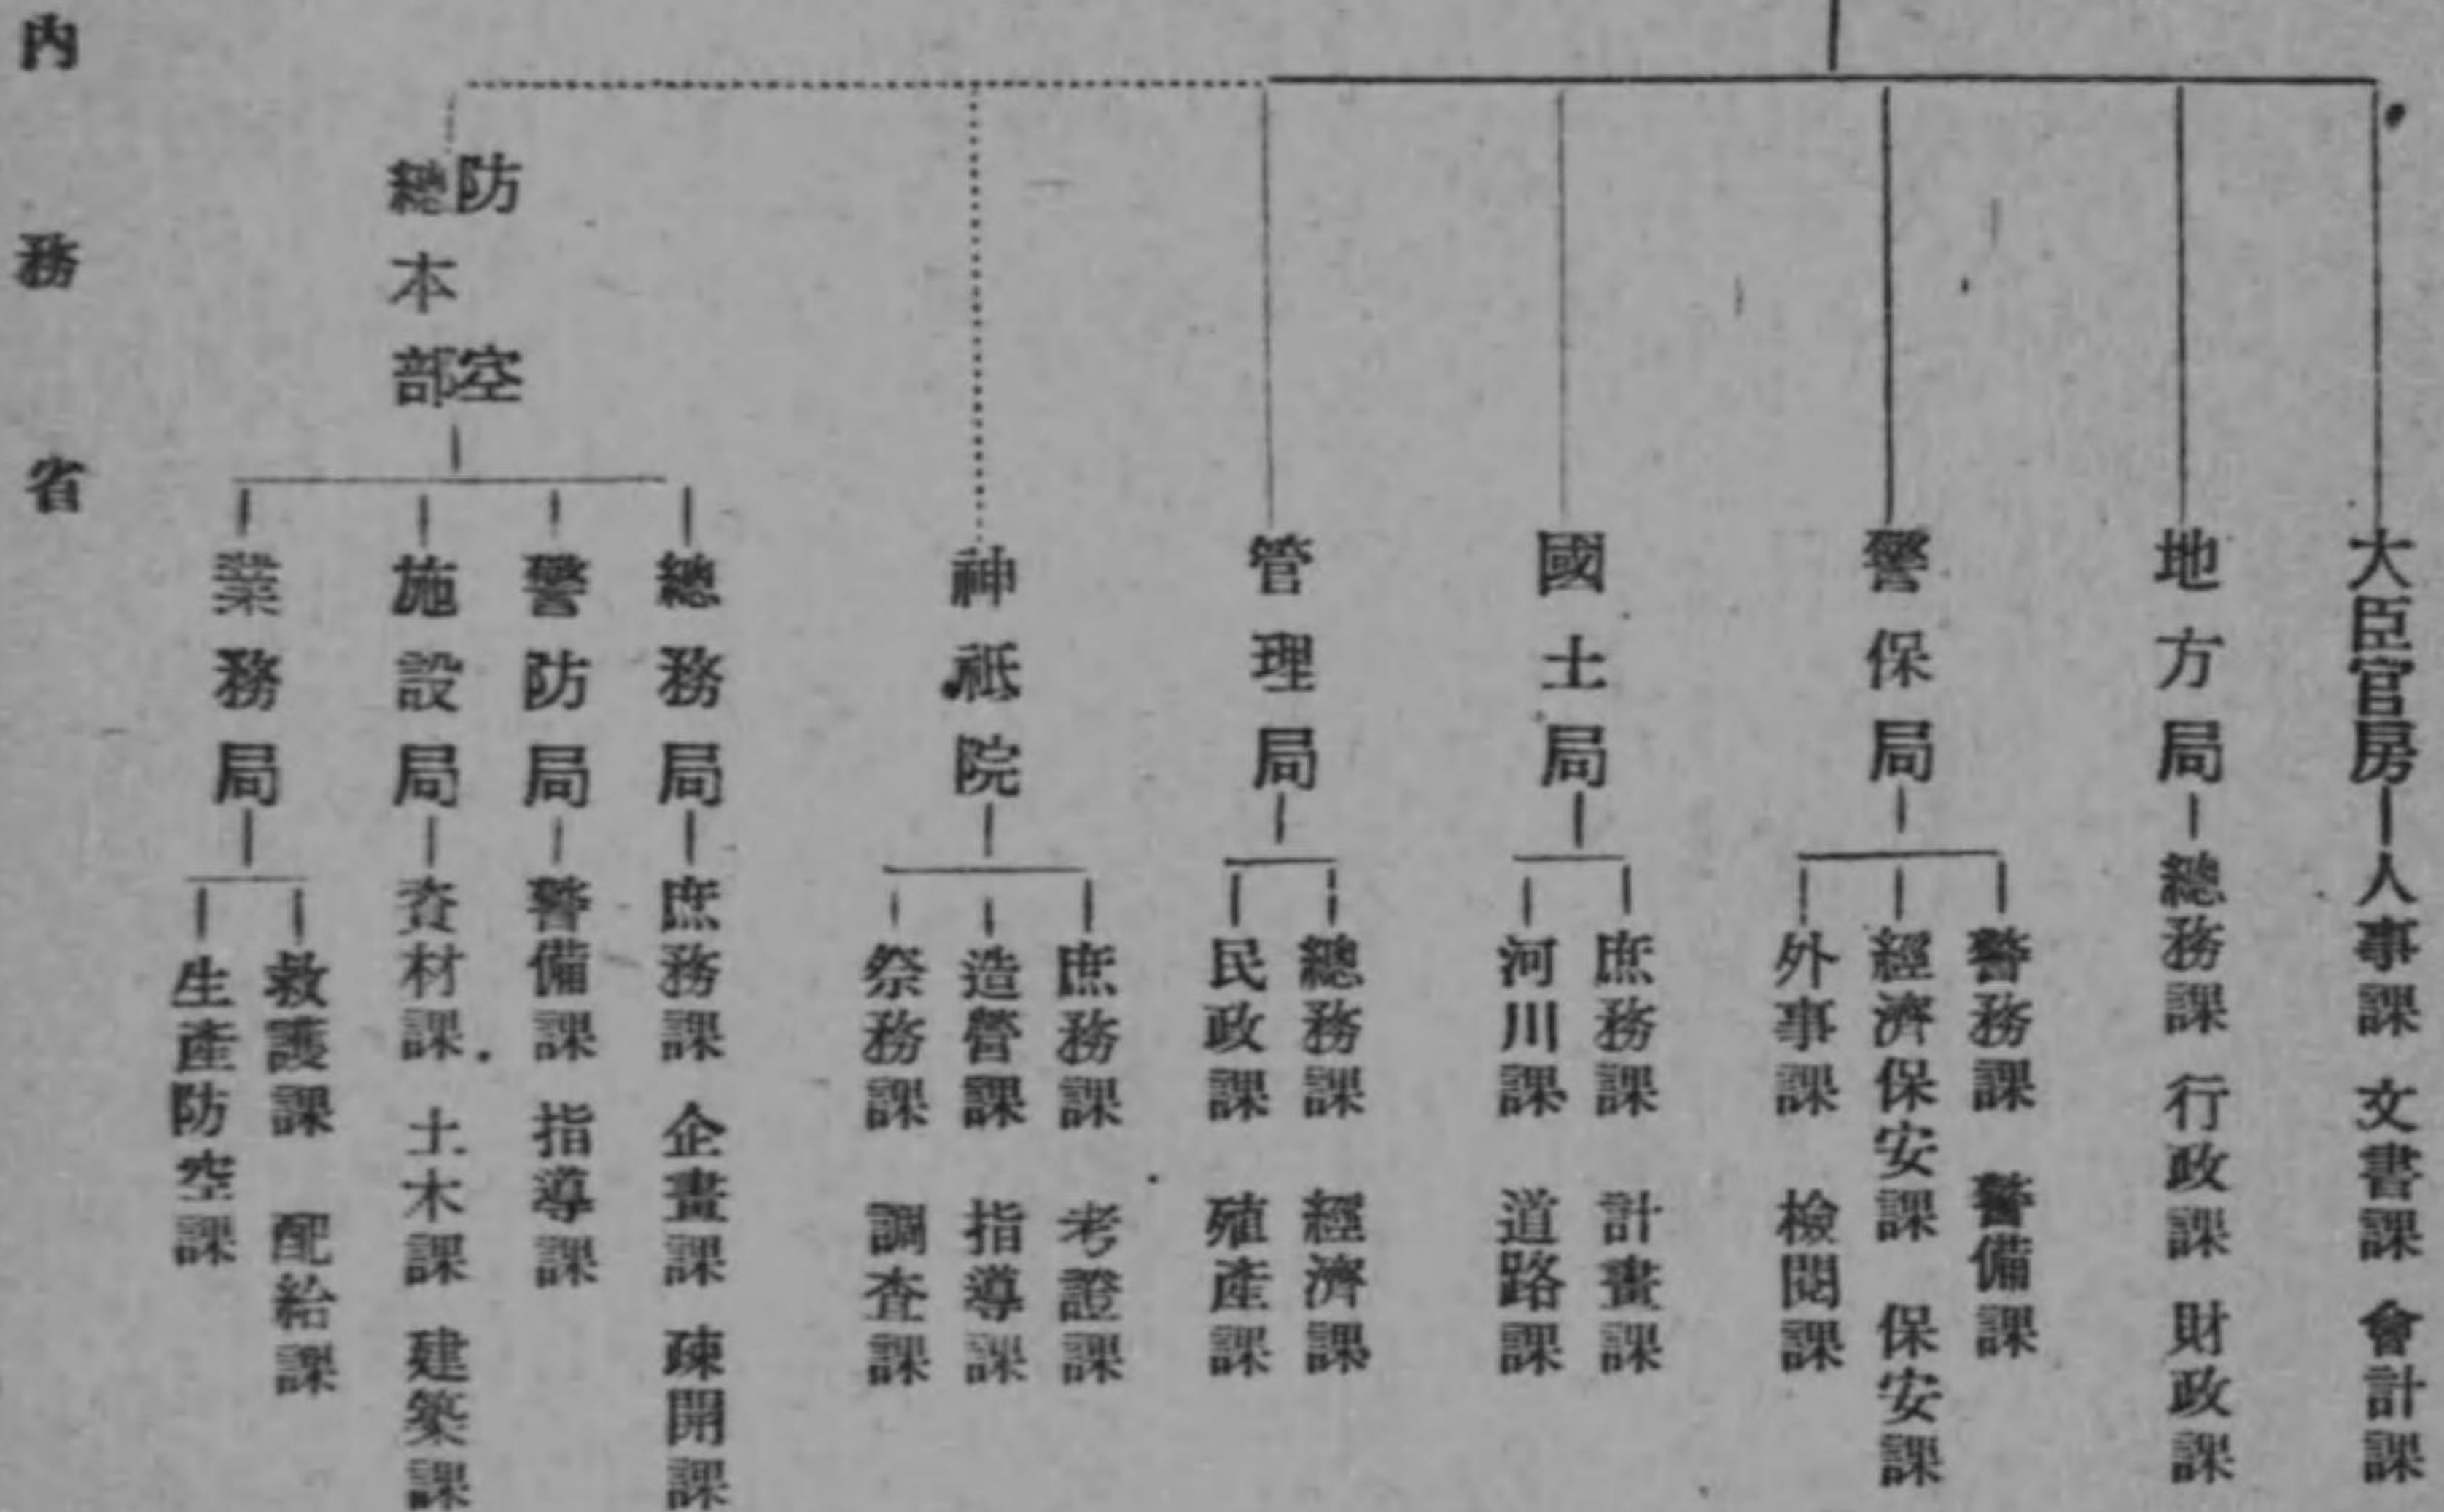 大臣官房 人事課 文書課 會計課
地方局 總務課 行政課 財政課
警保局
警務課 警備課
經濟保安課 保安課
外事課 檢閲課
國土局
庶務課 計畫課
河川課 道路課
管理局
總務課 經濟課
民政課 殖產課
神祇院
庶務課 考證課
造營課 指導課
祭務課 調査課
防空
總本部
總務局 庶務課 企畫課 疎開課
警防局 警備課 指導課
施設局 資材課 土木課 建築課
業務局
救護課 配給課
生產防空課
內務省